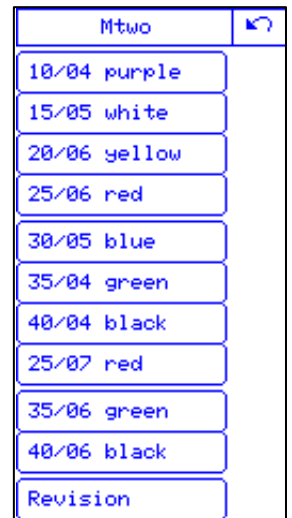 Mtwo
10/04 purple
15/05 white
20/06 yellow
25/06 red
30/05 blue
35/04 green
40/04 black
25/07 red
35/06 green
40/06 black
Revision